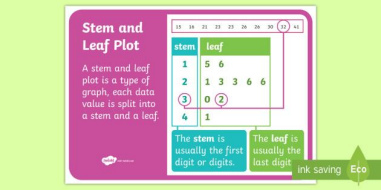 Stem and
Leaf Plot
A stem and leaf
plot is a type of
graph, each data
value is split into
a stem and a leaf.
15 16 21 23 23 26 26 30 32 41
stem leaf
1 5 6
2 1 3 3 6 6
3 0 2
4 1
The stem is
usually the first
digit or digits.
The leaf is
usually the
last digit
twinkl
ink saving
Eco